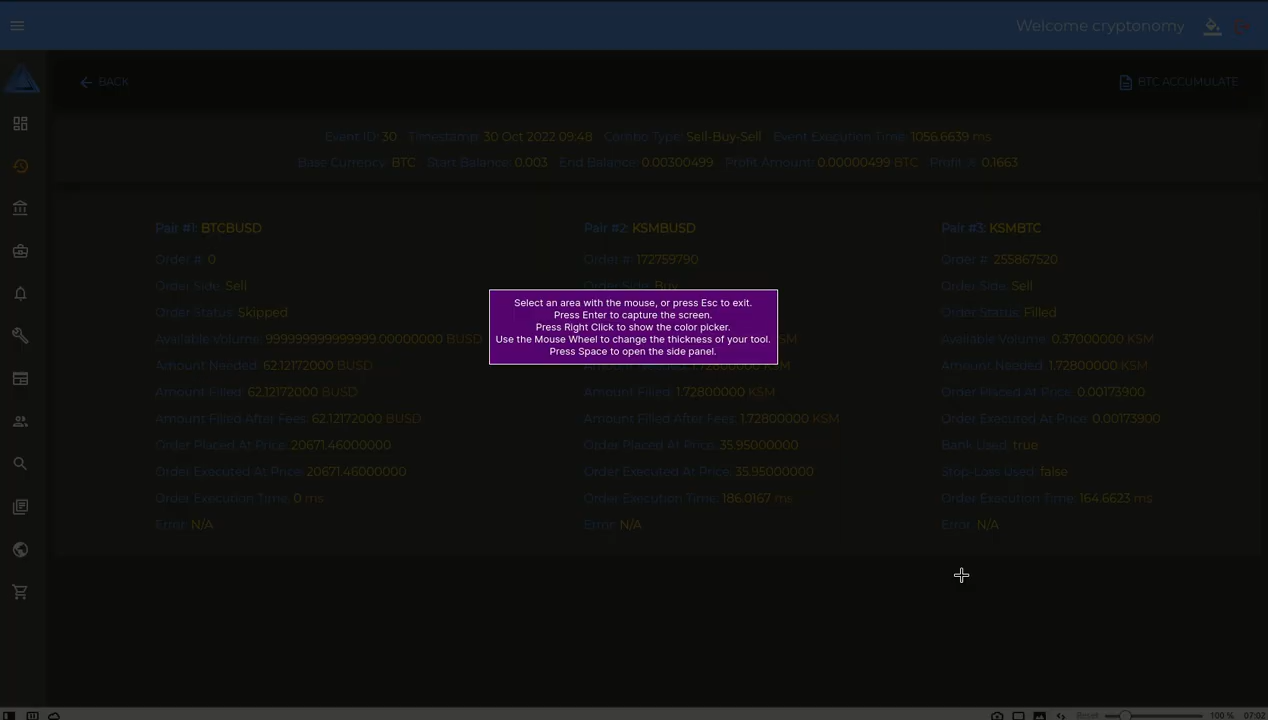 Welcome cryptonomy
BACK
BTC ACCUMULATE
Event ID: 30 Timestamp: 30 Oct 2022 09:48 Combo Type: Sell-Buy-Sell Event Execution Time: 1056.6639 ms
Base Currency: BTC Start Balance: 0.003 End Balance: 0.00300499 Profit Amount: 0.00000499 BTC Profit %: 0.1663
Pair #1: BTCBUSD
Order #: 0
Order Side: Sell
Order Status: Skipped
Available Volume: 999999999999999.00000000 BUSD
Amount Needed: 62.12172000 BUSD
Amount Filled: 62.12172000 BUSD
Amount Filled After Fees: 62.12172000 BUSD
Order Placed At Price: 20671.46000000
Order Executed At Price: 20671.46000000
Order Execution Time: 0 ms
Error: N/A
Pair #2: KSMBUSD
Order #: 172759790
Order Side: Buy
Select an area with the mouse, or press Esc to exit.
Press Enter to capture the screen.
Press Right Click to show the color picker.
Use the Mouse Wheel to change the thickness of your tool.
Press Space to open the side panel.
KSM
1.72800000 KSM
Amount Filled: 1.72800000 KSM
Amount Filled After Fees: 1.72800000 KSM
Order Placed At Price: 35.95000000
Order Executed At Price: 35.95000000
Order Execution Time: 186.0167 ms
Error: N/A
Pair #3: KSMBTC
Order #: 255867520
Order Side: Sell
Order Status: Filled
Available Volume: 0.37000000 KSM
Amount Needed: 1.72800000 KSM
Order Placed At Price: 0.00173900
Order Executed At Price: 0.00173900
Bank Used: true
Stop-Loss Used: false
Order Execution Time: 164.6623 ms
Error: N/A
Reset 100 % 07:02